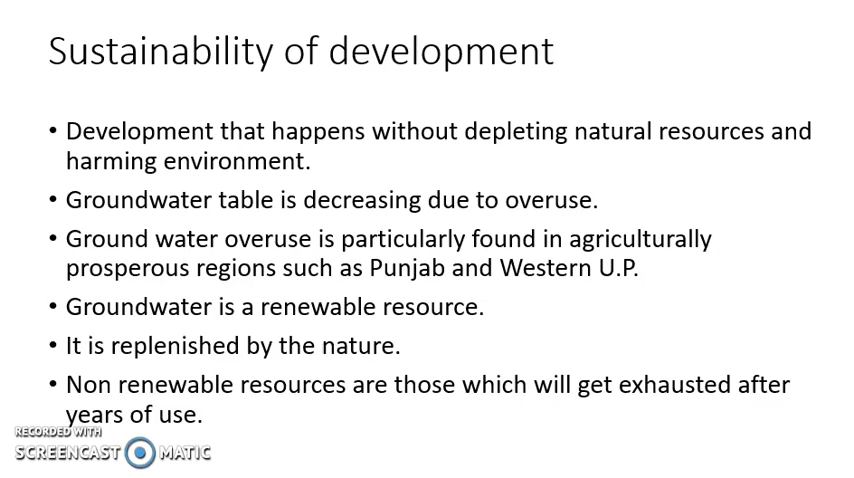 Sustainability of development
• Development that happens without depleting natural resources and
harming environment.
• Groundwater table is decreasing due to overuse.
• Ground water overuse is particularly found in agriculturally
prosperous regions such as Punjab and Western U.P.
• Groundwater is a renewable resource.
• It is replenished by the nature.
• Non renewable resources are those which will get exhausted after
years of use.
RECORDED WITH
SCREENCAST MATIC